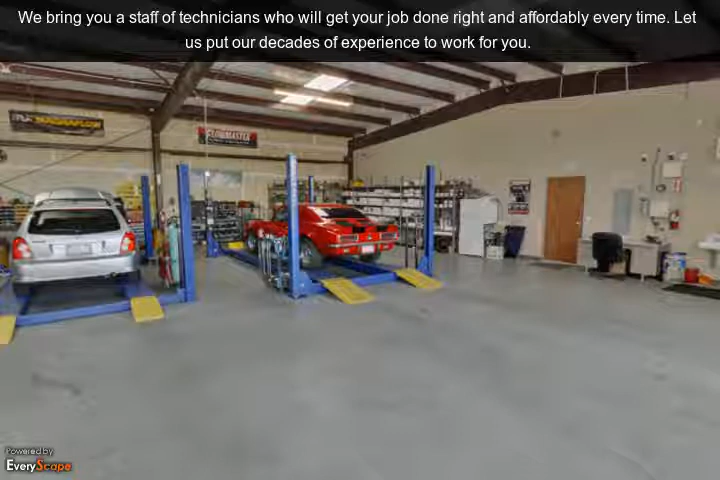 We bring you a staff of technicians who will get your job done right and affordably every time. Let
us put our decades of experience to work for you.
Powered by
EveryScape